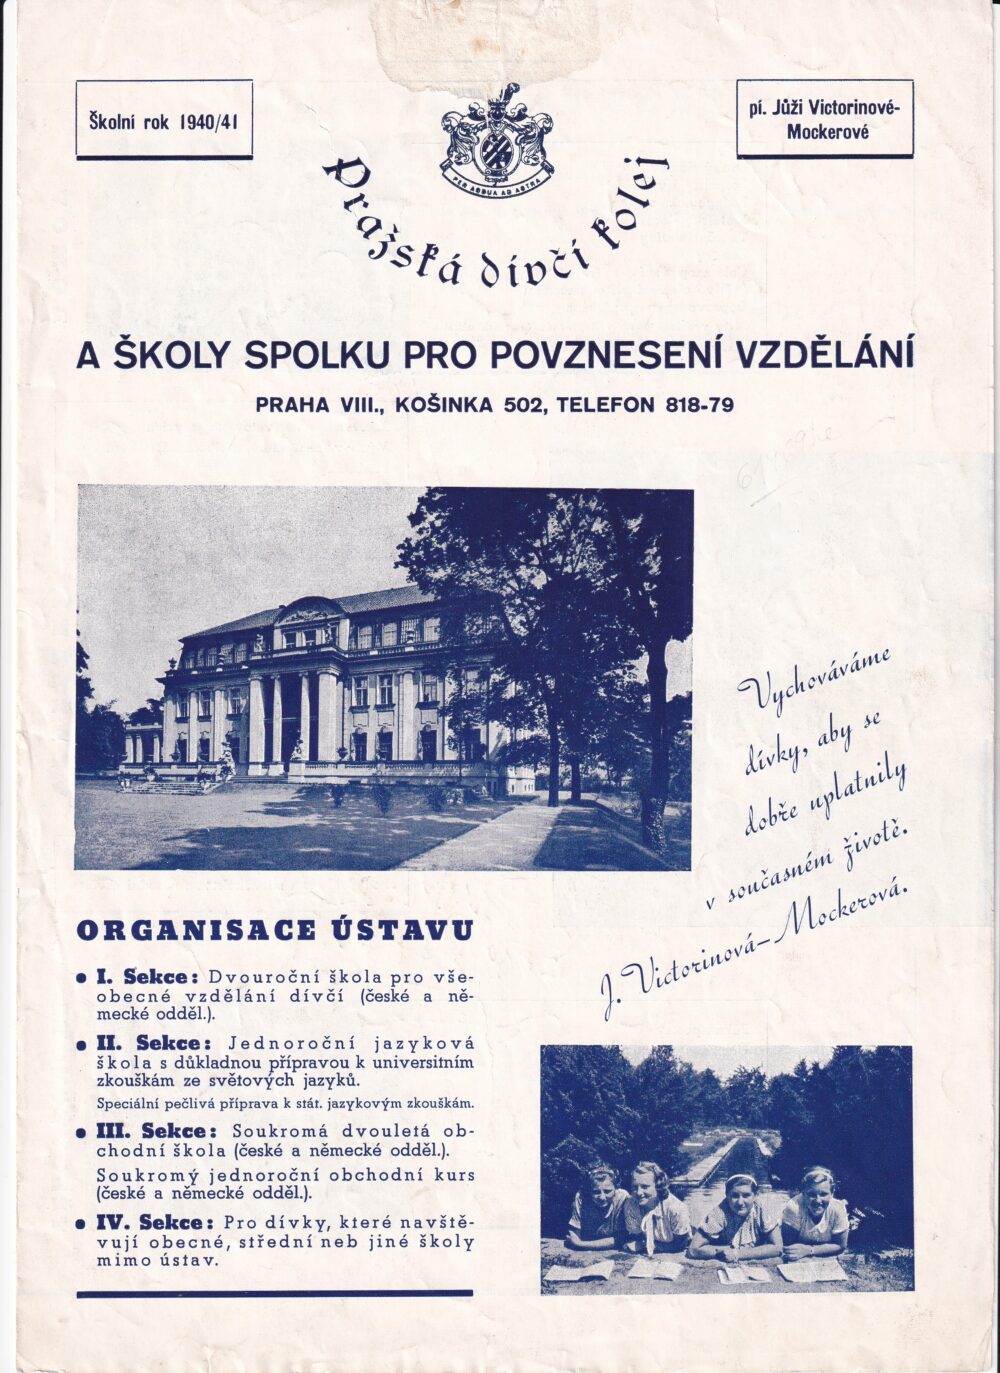 Školní rok 1940/41
pí. Jůži Victorinové-
Mockerové
PER ASPUA AD ASTRA
Pražská dívčí kolej
A ŠKOLY SPOLKU PRO POVZNESENÍ VZDĚLÁNÍ
PRAHA VIII., KOŠINKA 502, TELEFON 818-79
Vychováváme
dívky, aby se
dobře uplatnily
v současném životě.
J. Victorinová-Mockerová.
ORGANISACE ÚSTAVU
• I. Sekce: Dvouroční škola pro vše-
obecné vzdělání dívčí (české a ně-
mecké odděl.).
• II. Sekce: Jednoroční jazyková
škola s důkladnou přípravou k universitním
zkouškám ze světových jazyků.
Speciální pečlivá příprava k stát. jazykovým zkouškám.
• III. Sekce: Soukromá dvouletá ob-
chodní škola (české a německé odděl.).
Soukromý jednoroční obchodní kurs
(české a německé odděl.).
• IV. Sekce: Pro dívky, které navště-
vují obecné, střední neb jiné školy
mimo ústav.